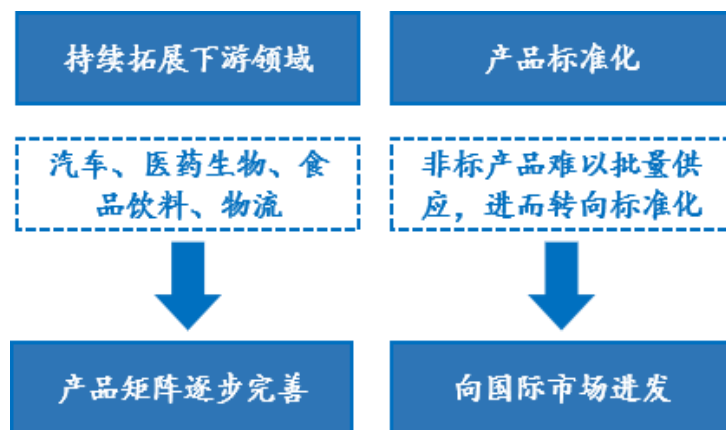 持续拓展下游领域
产品标准化
汽车、医药生物、食
品饮料、物流
非标产品难以批量供
应，进而转向标准化
产品矩阵逐步完善
向国际市场进发